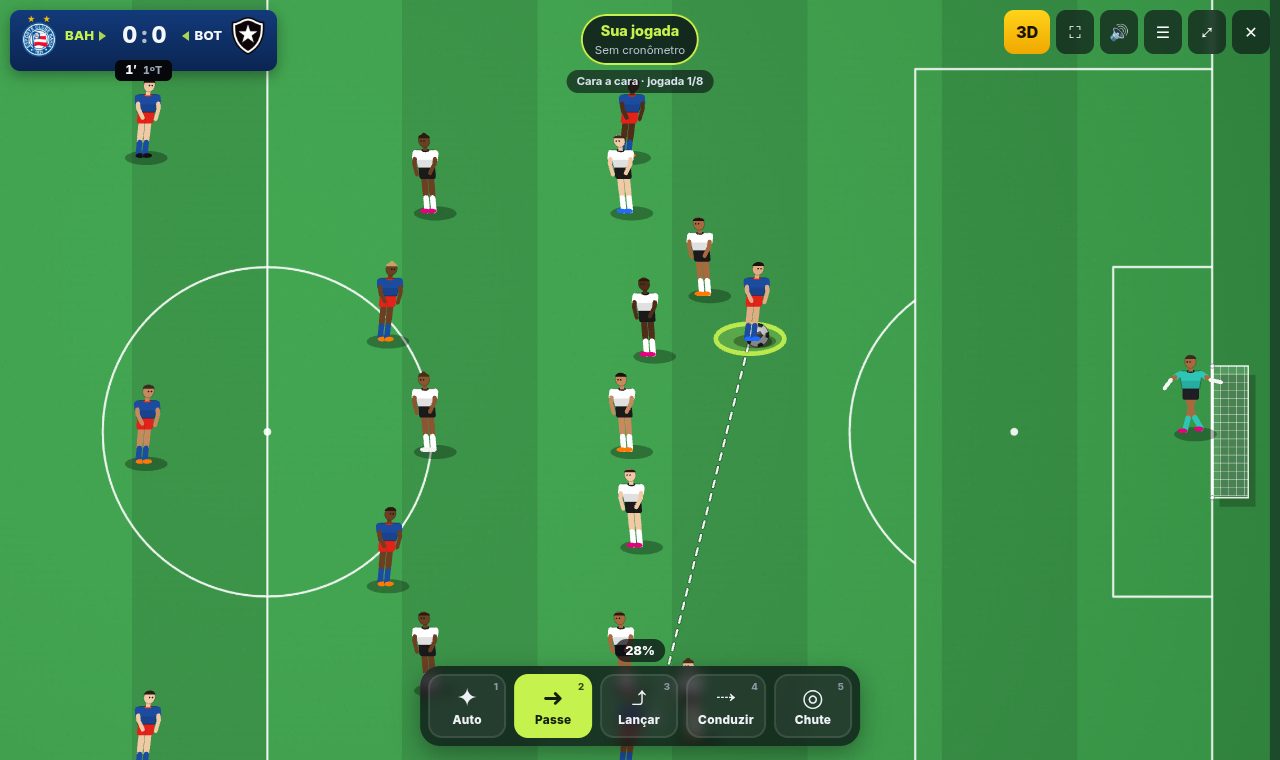 BAH 0:0 BOT
1' 1ºT
Sua jogada
Sem cronômetro
Cara a cara · jogada 1/8
3D
28%
1 Auto
2 Passe
3 Lançar
4 Conduzir
5 Chute